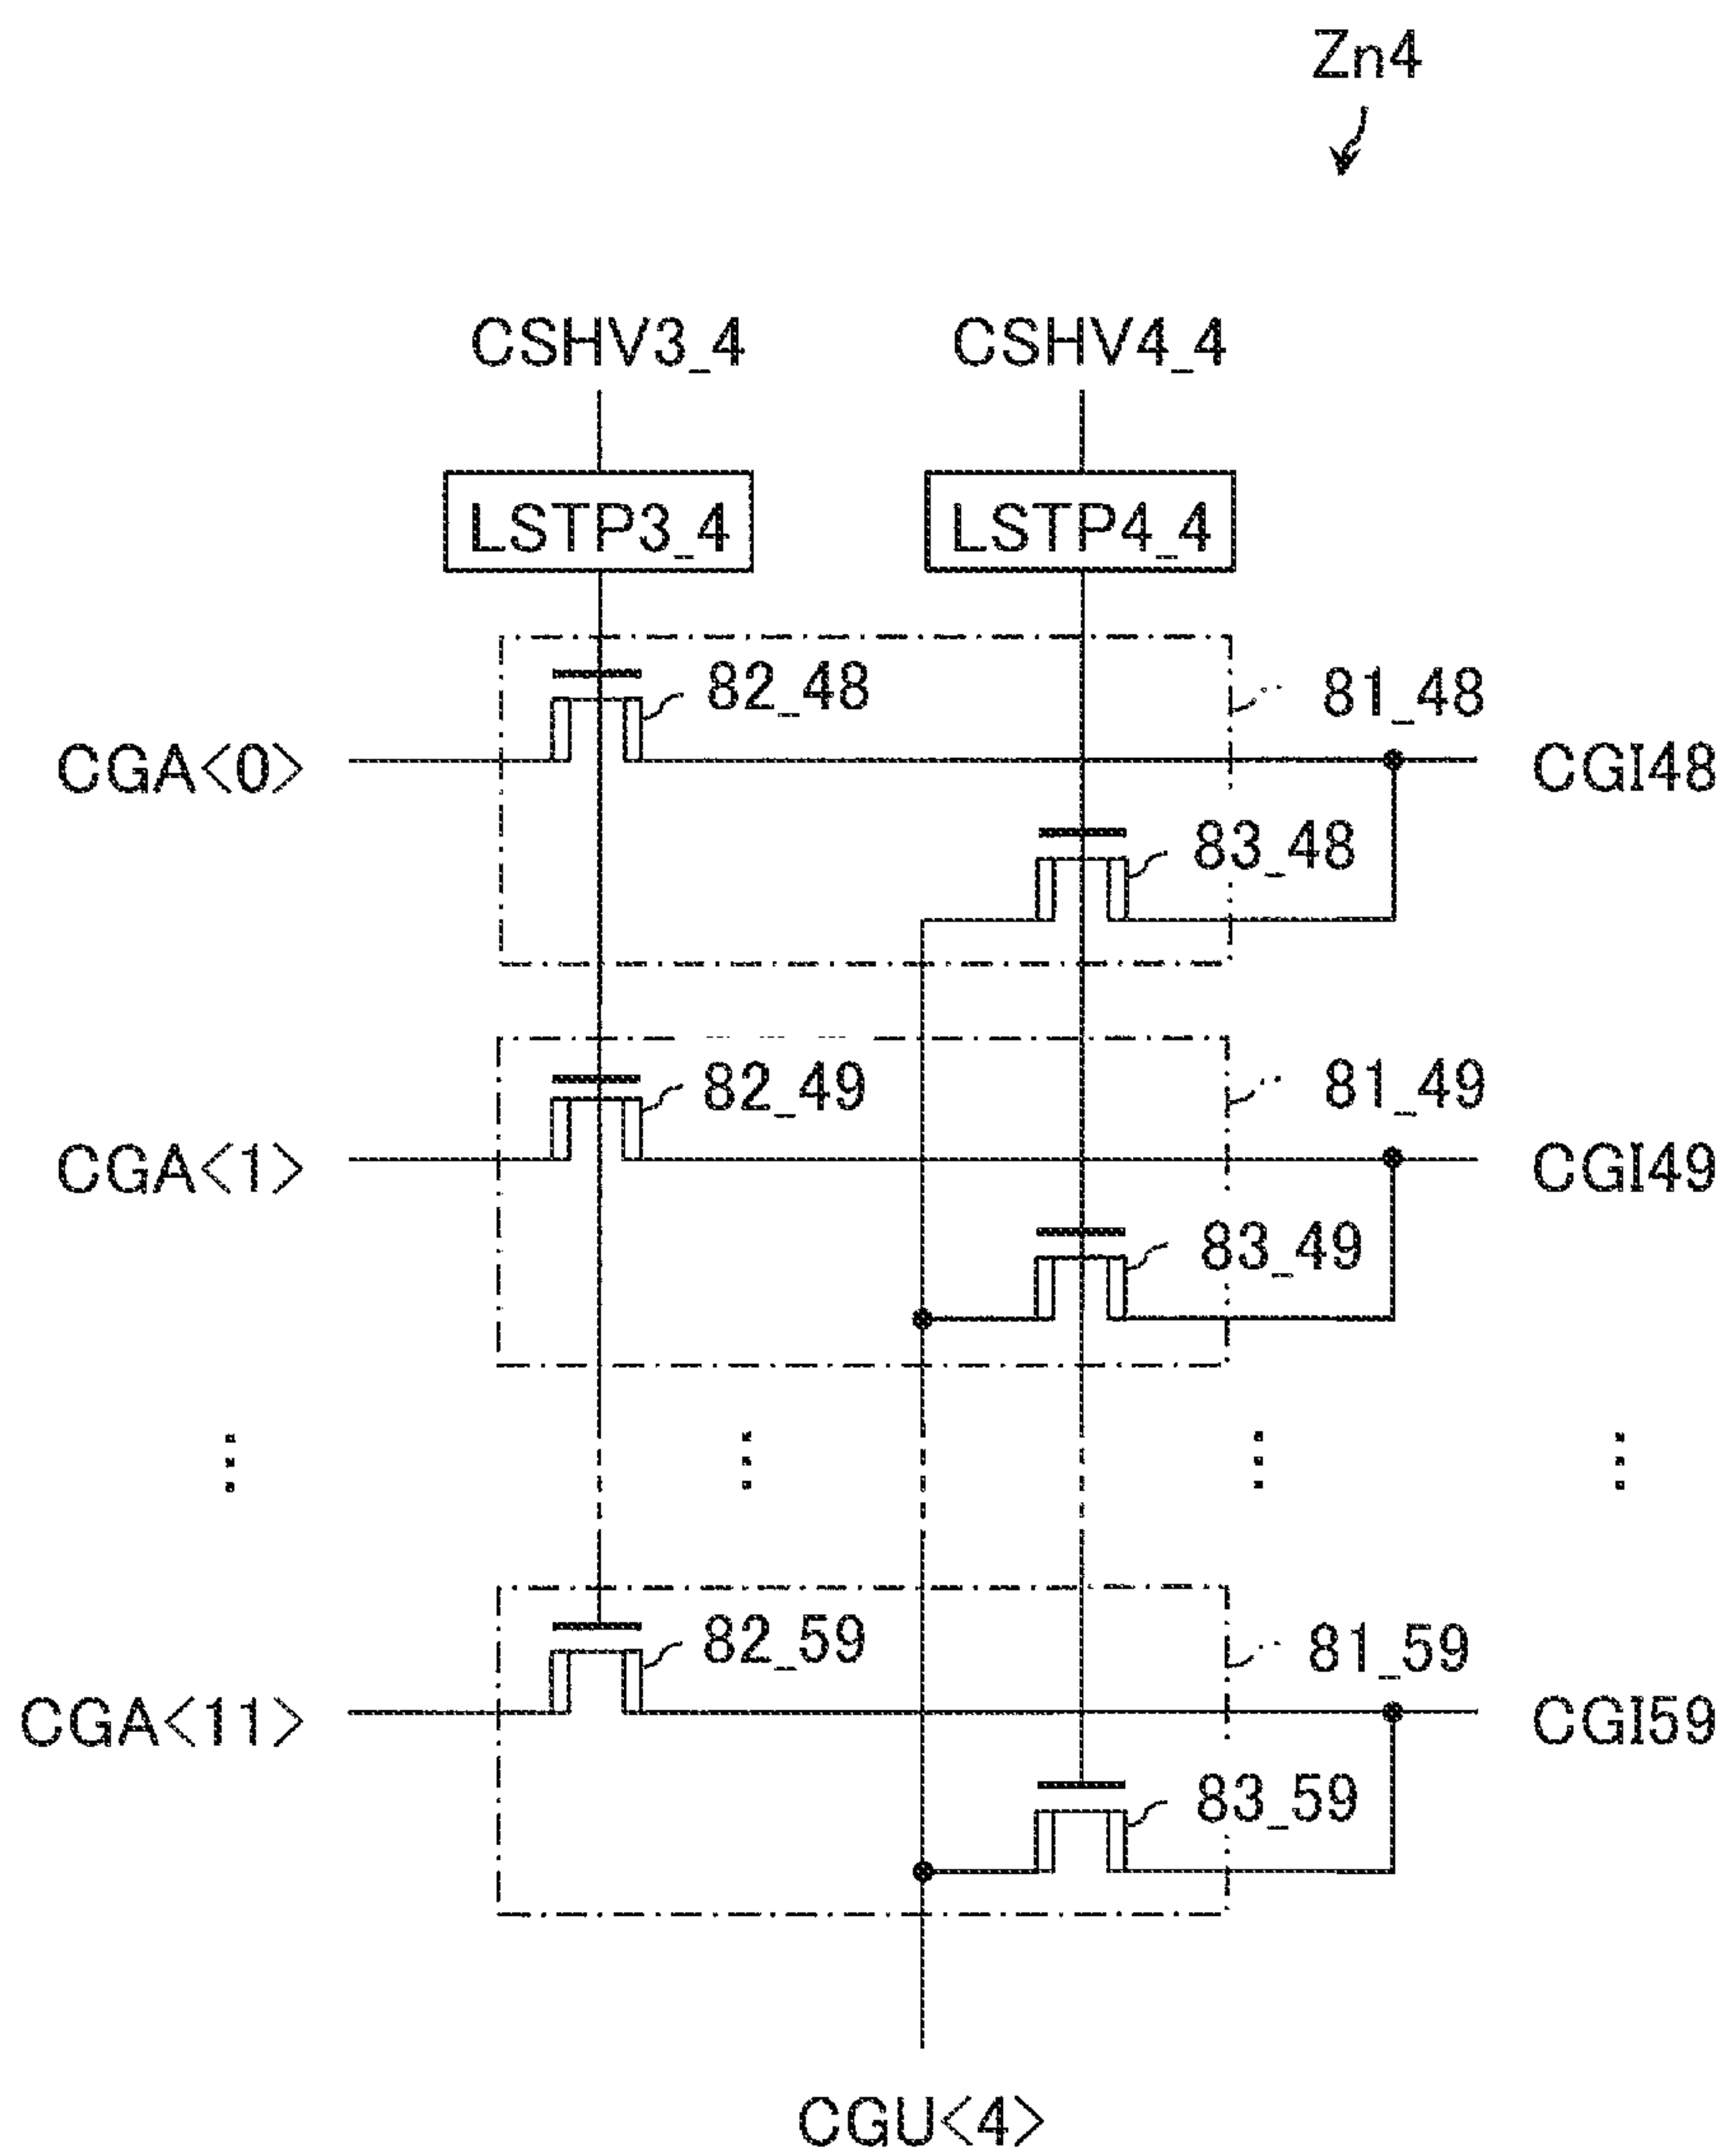 Zn4
CSHV3_4 CSHV4_4
LSTP3_4 LSTP4_4
82_48 81_48
CGA<0> CGI48
83_48
82_49 81_49
CGA<1> CGI49
83_49
82_59 81_59
CGA<11> CGI59
83_59
CGU<4>